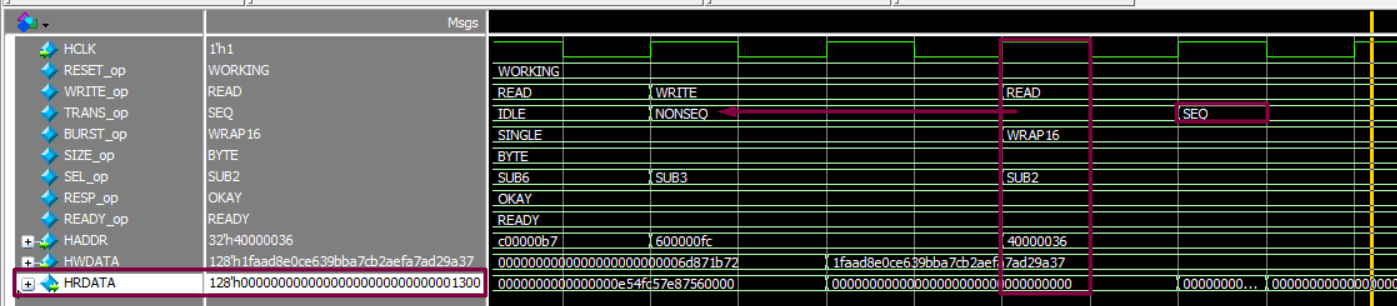 Msgs
HCLK 1'h1
RESET_op WORKING WORKING
WRITE_op READ READ WRITE READ
TRANS_op SEQ IDLE NONSEQ SEQ
BURST_op WRAP16 SINGLE WRAP16
SIZE_op BYTE BYTE
SEL_op SUB2 SUB6 SUB3 SUB2
RESP_op OKAY OKAY
READY_op READY READY
HADDR 32'h40000036 c00000b7 600000fc 40000036
HWDATA 128'h1faad8e0ce639bba7cb2aefa7ad29a37 000000000000000000000006d871b72 1faad8e0ce639bba7cb2aefa7ad29a37
HRDATA 128'h00000000000000000000000000001300 0000000000000000e54fc57e87560000 00000000000000000000000000000000 00000000... 0000000000000000